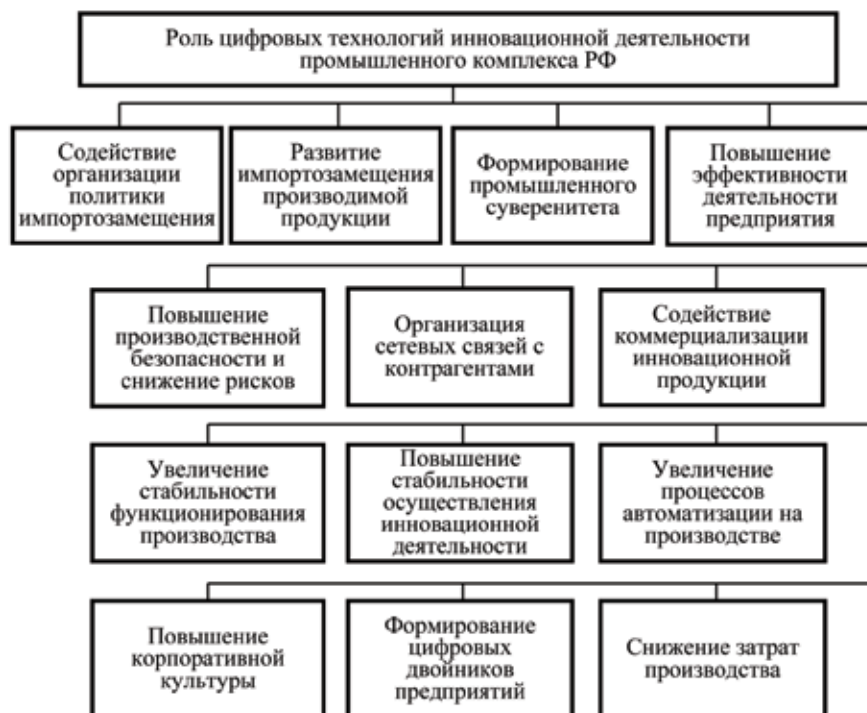 Роль цифровых технологий инновационной деятельности
промышленного комплекса РФ
Содействие
организации
политики
импортозамещения
Развитие
импортозамещения
производимой
продукции
Формирование
промышленного
суверенитета
Повышение
эффективности
деятельности
предприятия
Повышение
производственной
безопасности и
снижение рисков
Организация
сетевых связей с
контрагентами
Содействие
коммерциализации
инновационной
продукции
Увеличение
стабильности
функционирования
производства
Повышение
стабильности
осуществления
инновационной
деятельности
Увеличение
процессов
автоматизации на
производстве
Повышение
корпоративной
культуры
Формирование
цифровых
двойников
предприятий
Снижение затрат
производства